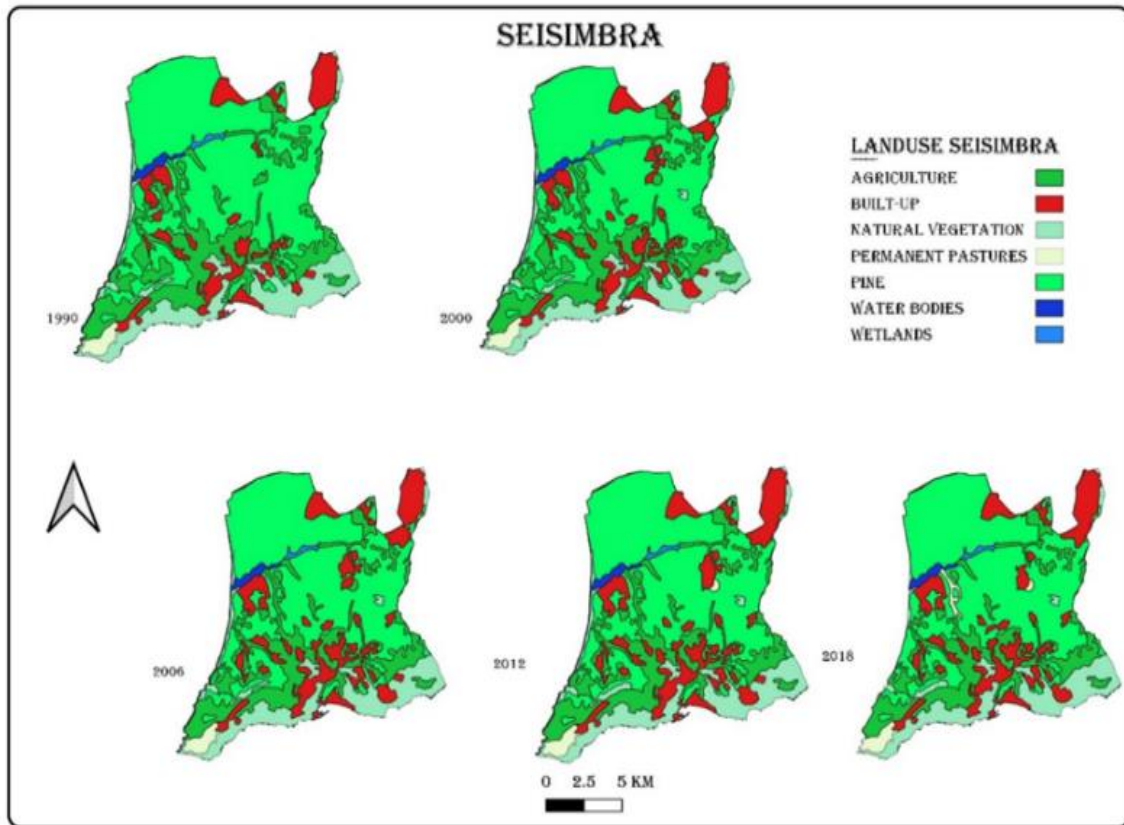 SEISIMBRA
LANDUSE SEISIMBRA
AGRICULTURE
BUILT-UP
NATURAL VEGETATION
PERMANENT PASTURES
PINE
WATER BODIES
WETLANDS
1990
2000
2006
2012
2018
0 2.5 5 KM